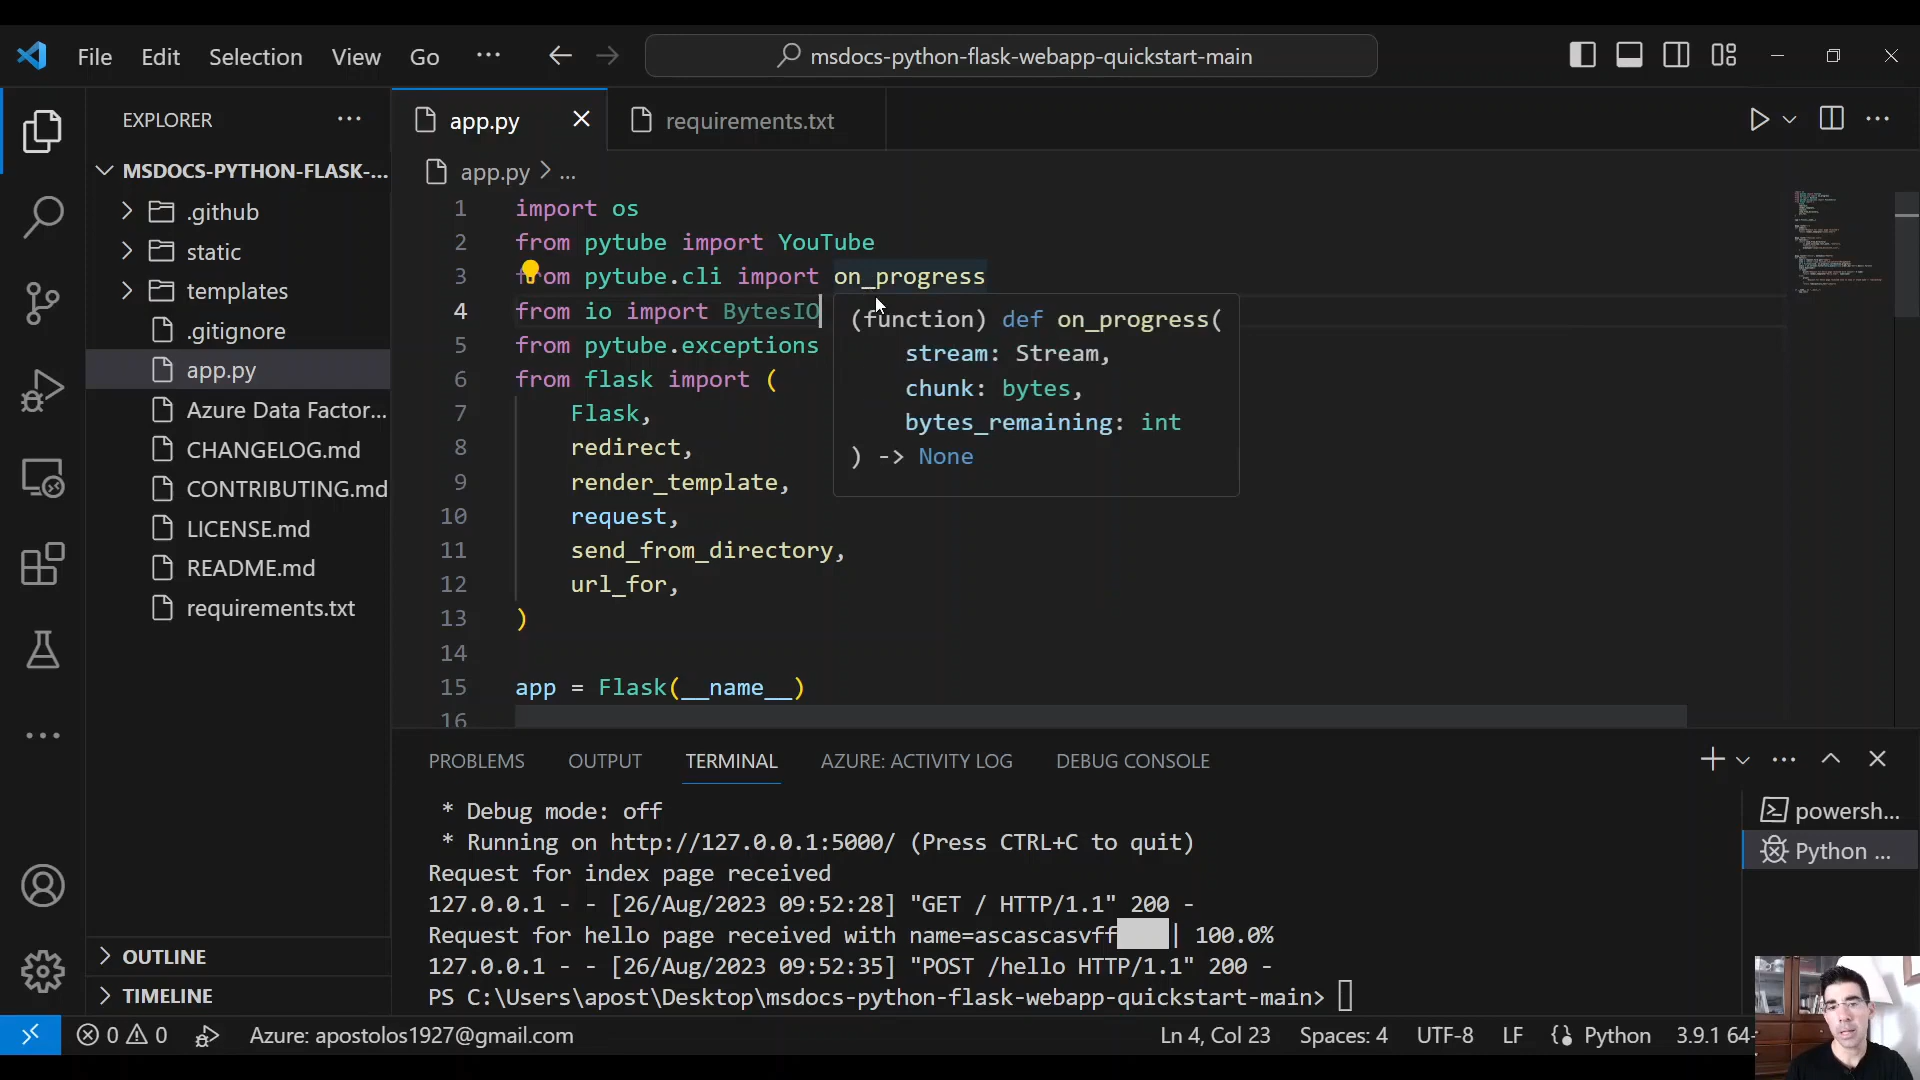 File Edit Selection View Go ··· msdocs-python-flask-webapp-quickstart-main
EXPLORER ···
MSDOCS-PYTHON-FLASK-...
.github
static
templates
.gitignore
app.py
Azure Data Factor...
CHANGELOG.md
CONTRIBUTING.md
LICENSE.md
README.md
requirements.txt
OUTLINE
TIMELINE
app.py requirements.txt
app.py > ...
1 import os
2 from pytube import YouTube
3 from pytube.cli import on_progress
4 from io import BytesIO
5 from pytube.exceptions
6 from flask import (
7 Flask,
8 redirect,
9 render_template,
10 request,
11 send_from_directory,
12 url_for,
13 )
14
15 app = Flask(__name__)
16
(function) def on_progress(
stream: Stream,
chunk: bytes,
bytes_remaining: int
) -> None
PROBLEMS OUTPUT TERMINAL AZURE: ACTIVITY LOG DEBUG CONSOLE
* Debug mode: off
* Running on http://127.0.0.1:5000/ (Press CTRL+C to quit)
Request for index page received
127.0.0.1 - - [26/Aug/2023 09:52:28] "GET / HTTP/1.1" 200 -
Request for hello page received with name=ascascasvff | 100.0%
127.0.0.1 - - [26/Aug/2023 09:52:35] "POST /hello HTTP/1.1" 200 -
PS C:\Users\apost\Desktop\msdocs-python-flask-webapp-quickstart-main>
powersh...
Python ...
0 0 Azure: apostolos1927@gmail.com Ln 4, Col 23 Spaces: 4 UTF-8 LF Python 3.9.1 64-